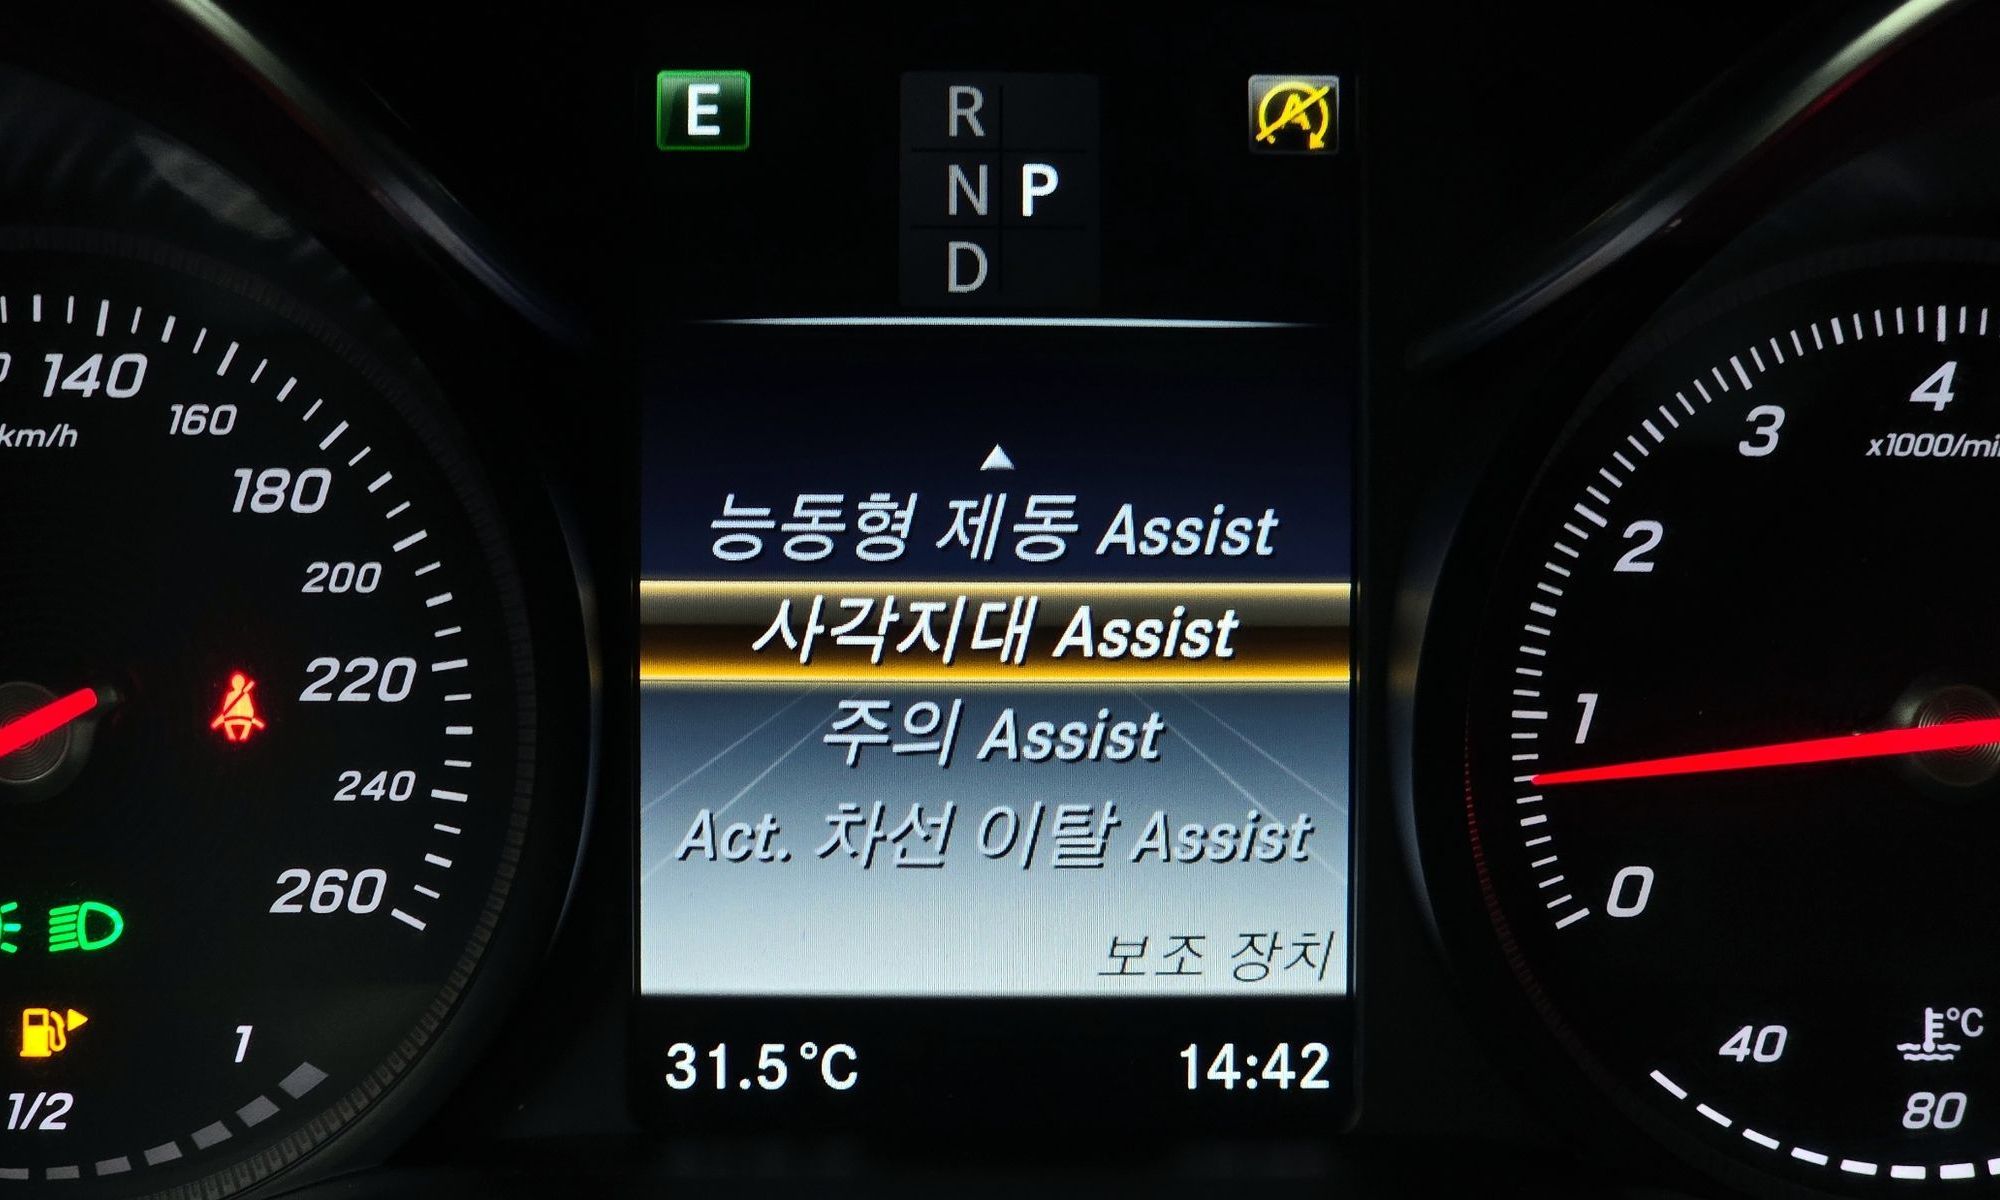 E
R
N P
D
A
140
km/h
160
180
200
220
240
260
1
1/2
능동형 제동 Assist
사각지대 Assist
주의 Assist
Act. 차선 이탈 Assist
보조 장치
31.5°C
14:42
4
3
x1000/mi
2
1
0
40
°C
80